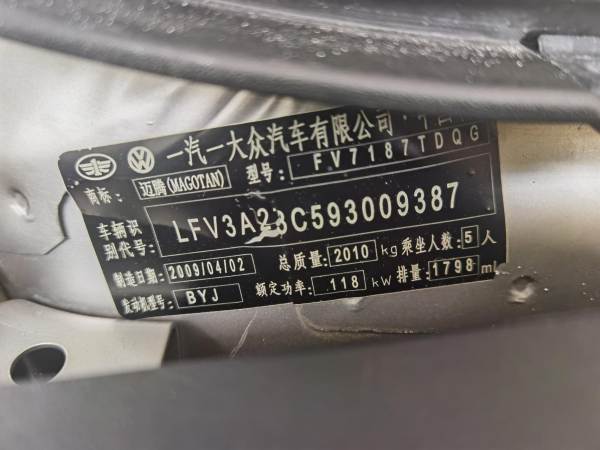 一汽一大众汽车有限公司·中国
商标: 迈腾(MAGOTAN) 型号: FV7187TDQG
车辆识别代号: LFV3A23C593009387
制造日期: 2009/04/02 总质量: 2010 kg 乘坐人数: 5 人
发动机型号: BYJ 额定功率: 118 kW 排量: 1798 ml